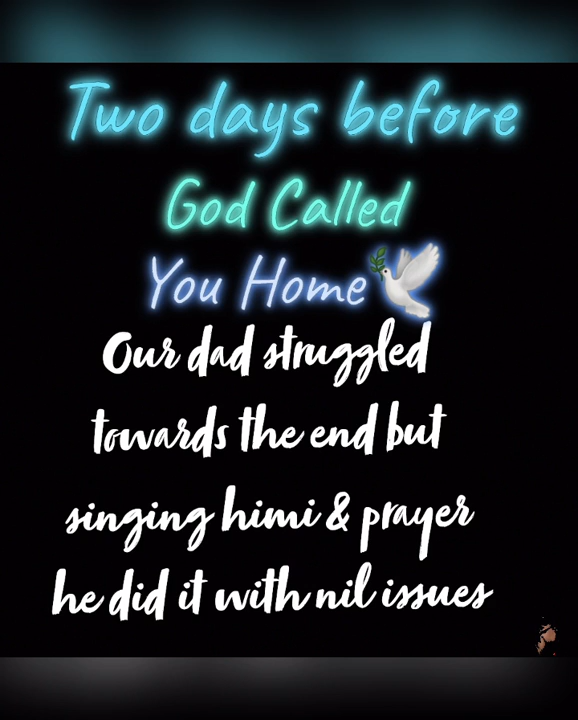 Two days before
God Called
You Home🕊️
Our dad struggled
towards the end but
singing himi & prayer
he did it with nil issues